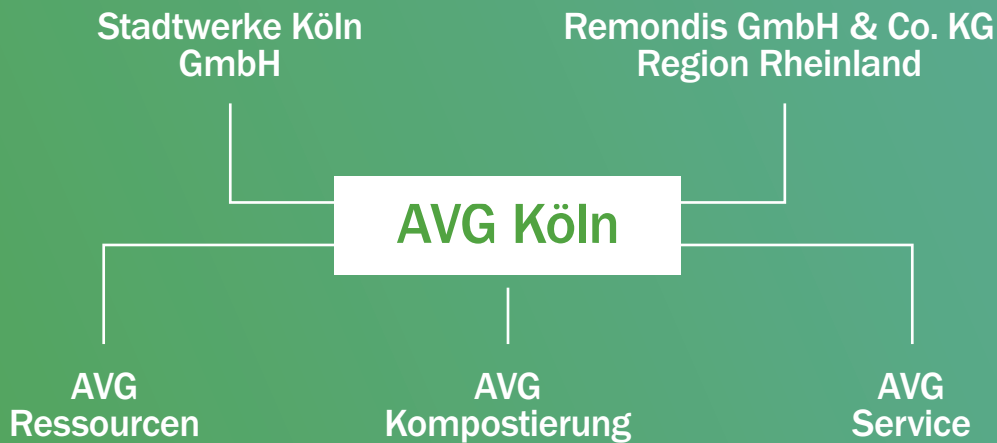 Stadtwerke Köln
GmbH
Remondis GmbH & Co. KG
Region Rheinland
AVG Köln
AVG
Ressourcen
AVG
Kompostierung
AVG
Service